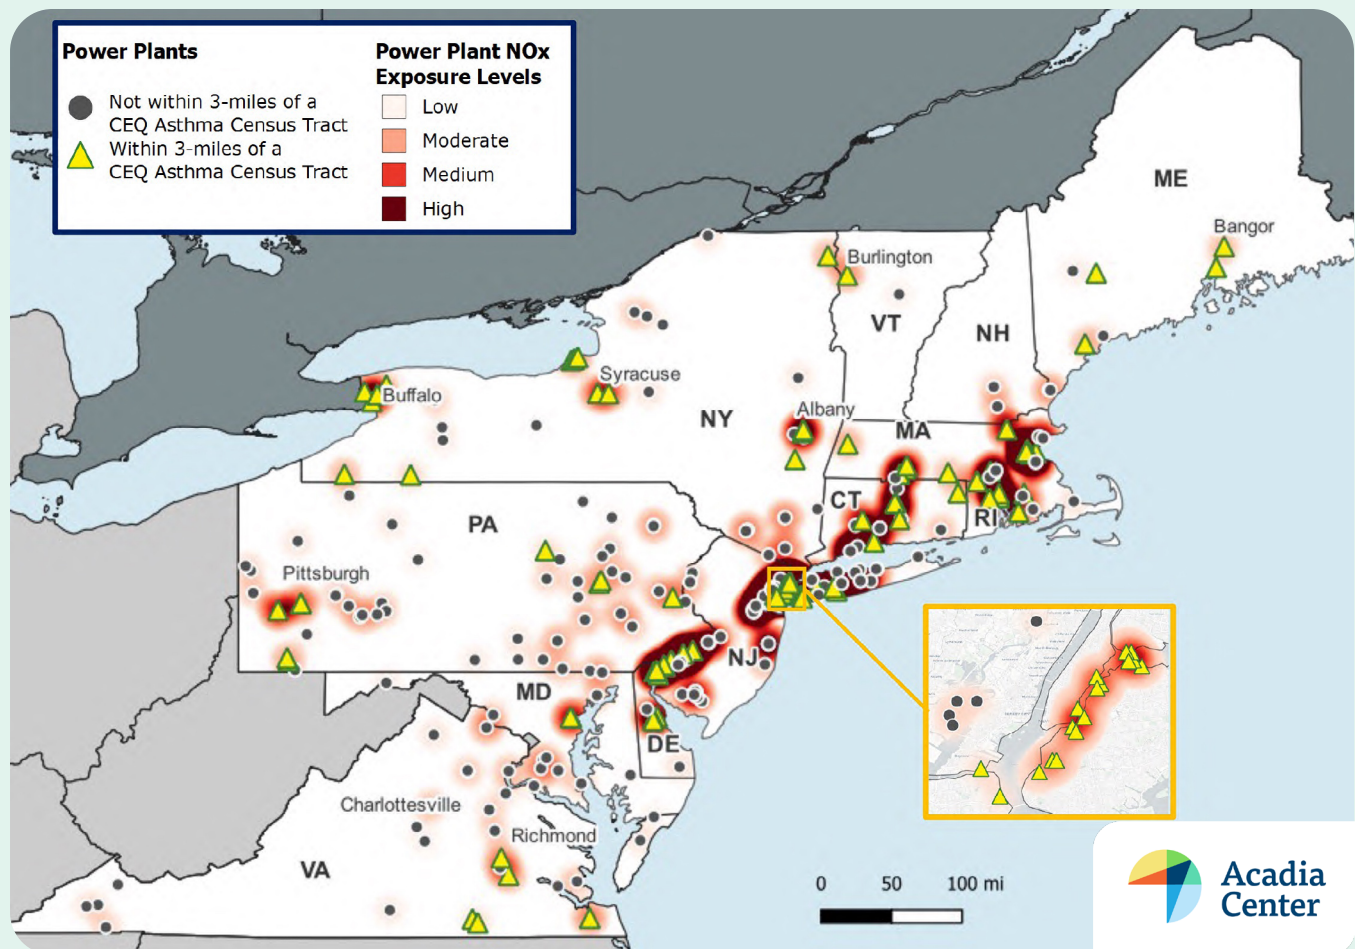 Power Plants
Not within 3-miles of a
CEQ Asthma Census Tract
Within 3-miles of a
CEQ Asthma Census Tract
Power Plant NOx
Exposure Levels
Low
Moderate
Medium
High
ME
Bangor
Burlington
VT
NH
Syracuse
Buffalo
NY
Albany
MA
CT
RI
PA
Pittsburgh
NJ
MD
DE
Charlottesville
Richmond
VA
0 50 100 mi
Acadia
Center